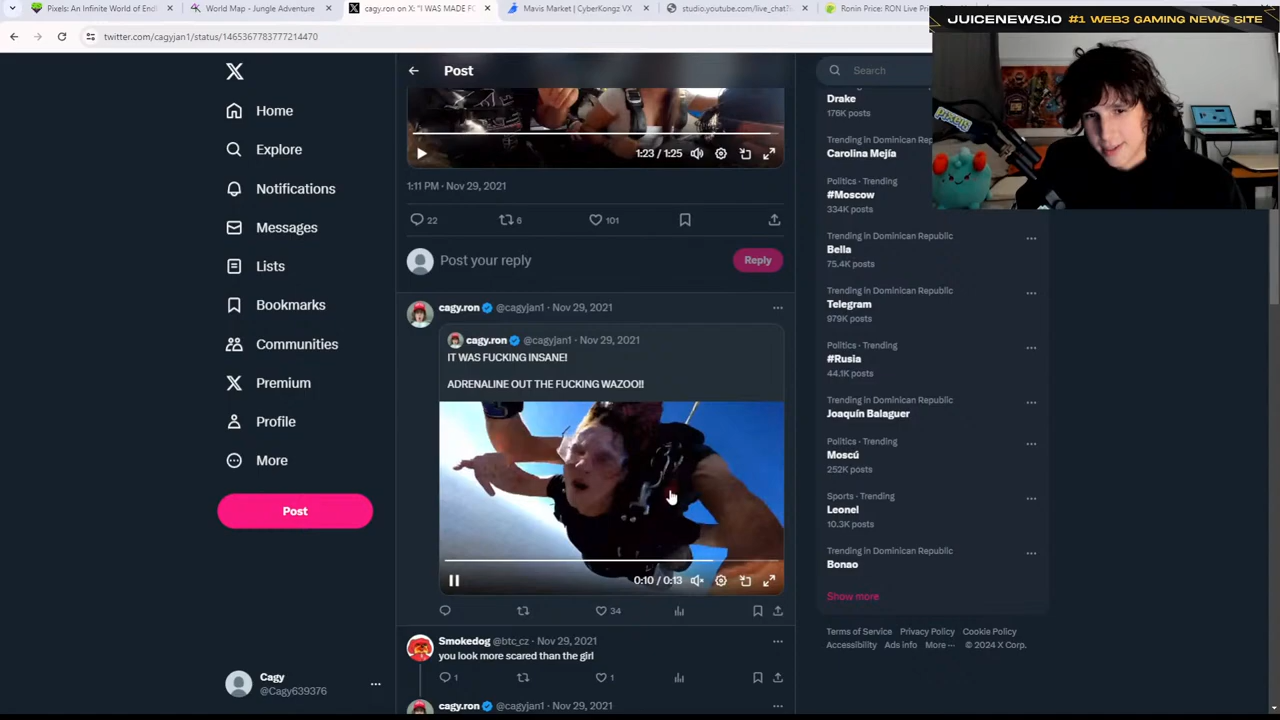 Pixels: An Infinite World of End
World Map - Jungle Adventure
cagy.ron on X: "I WAS MADE FO
Mavis Market | CyberKongz VX
studio.youtube.com/live_chat?
Ronin Price: RON Live Pri
JUICENEWS.IO #1 WEB3 GAMING NEWS SITE
twitter.com/cagyjan1/status/1465367783777214470
Home
Explore
Notifications
Messages
Lists
Bookmarks
Communities
Premium
Profile
More
Post
Cagy
@Cagy639376
Post
1:23 / 1:25
1:11 PM · Nov 29, 2021
22
6
101
Post your reply
Reply
cagy.ron @cagyjan1 · Nov 29, 2021
cagy.ron @cagyjan1 · Nov 29, 2021
IT WAS FUCKING INSANE!
ADRENALINE OUT THE FUCKING WAZOO!!
0:10 / 0:13
34
Smokedog @btc_cz · Nov 29, 2021
you look more scared than the girl
1
1
cagy.ron @cagyjan1 · Nov 29, 2021
Search
Drake
176K posts
Trending in Dominican Republic
Carolina Mejía
Politics · Trending
#Moscow
334K posts
Trending in Dominican Republic
Bella
75.4K posts
Trending in Dominican Republic
Telegram
979K posts
Politics · Trending
#Rusia
44.1K posts
Trending in Dominican Republic
Joaquín Balaguer
Politics · Trending
Moscú
252K posts
Sports · Trending
Leonel
10.3K posts
Trending in Dominican Republic
Bonao
Show more
Terms of Service Privacy Policy Cookie Policy
Accessibility Ads info More ··· © 2024 X Corp.
Pixels